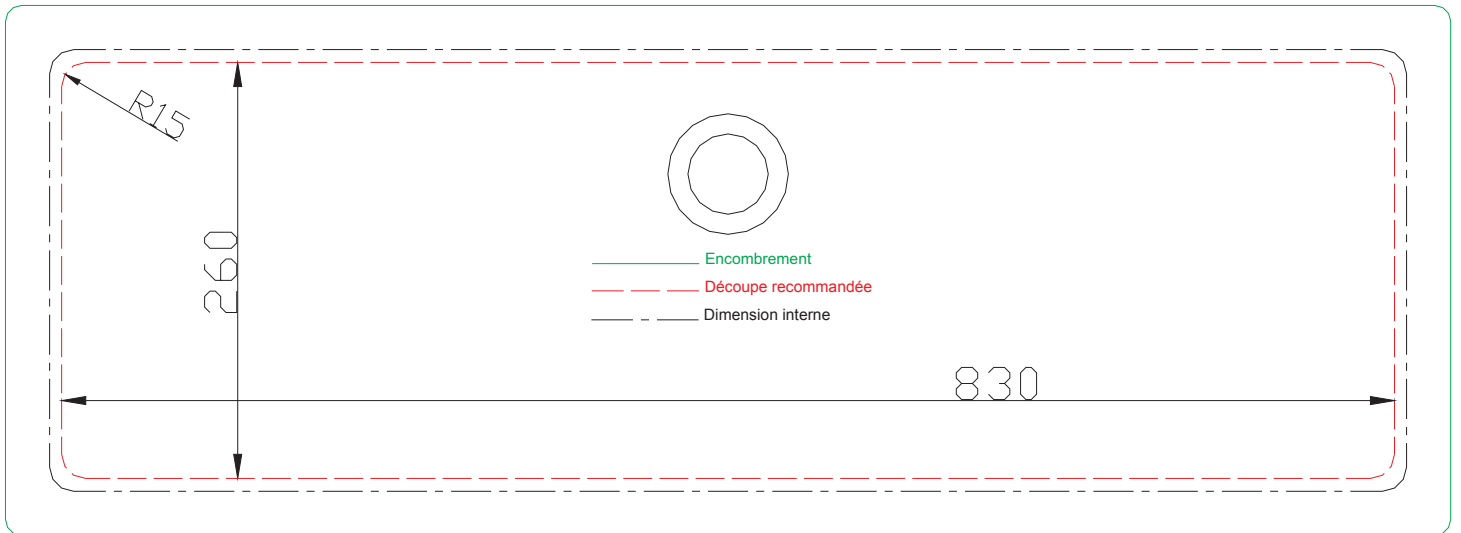 R15
260
Encombrement
Découpe recommandée
Dimension interne
830